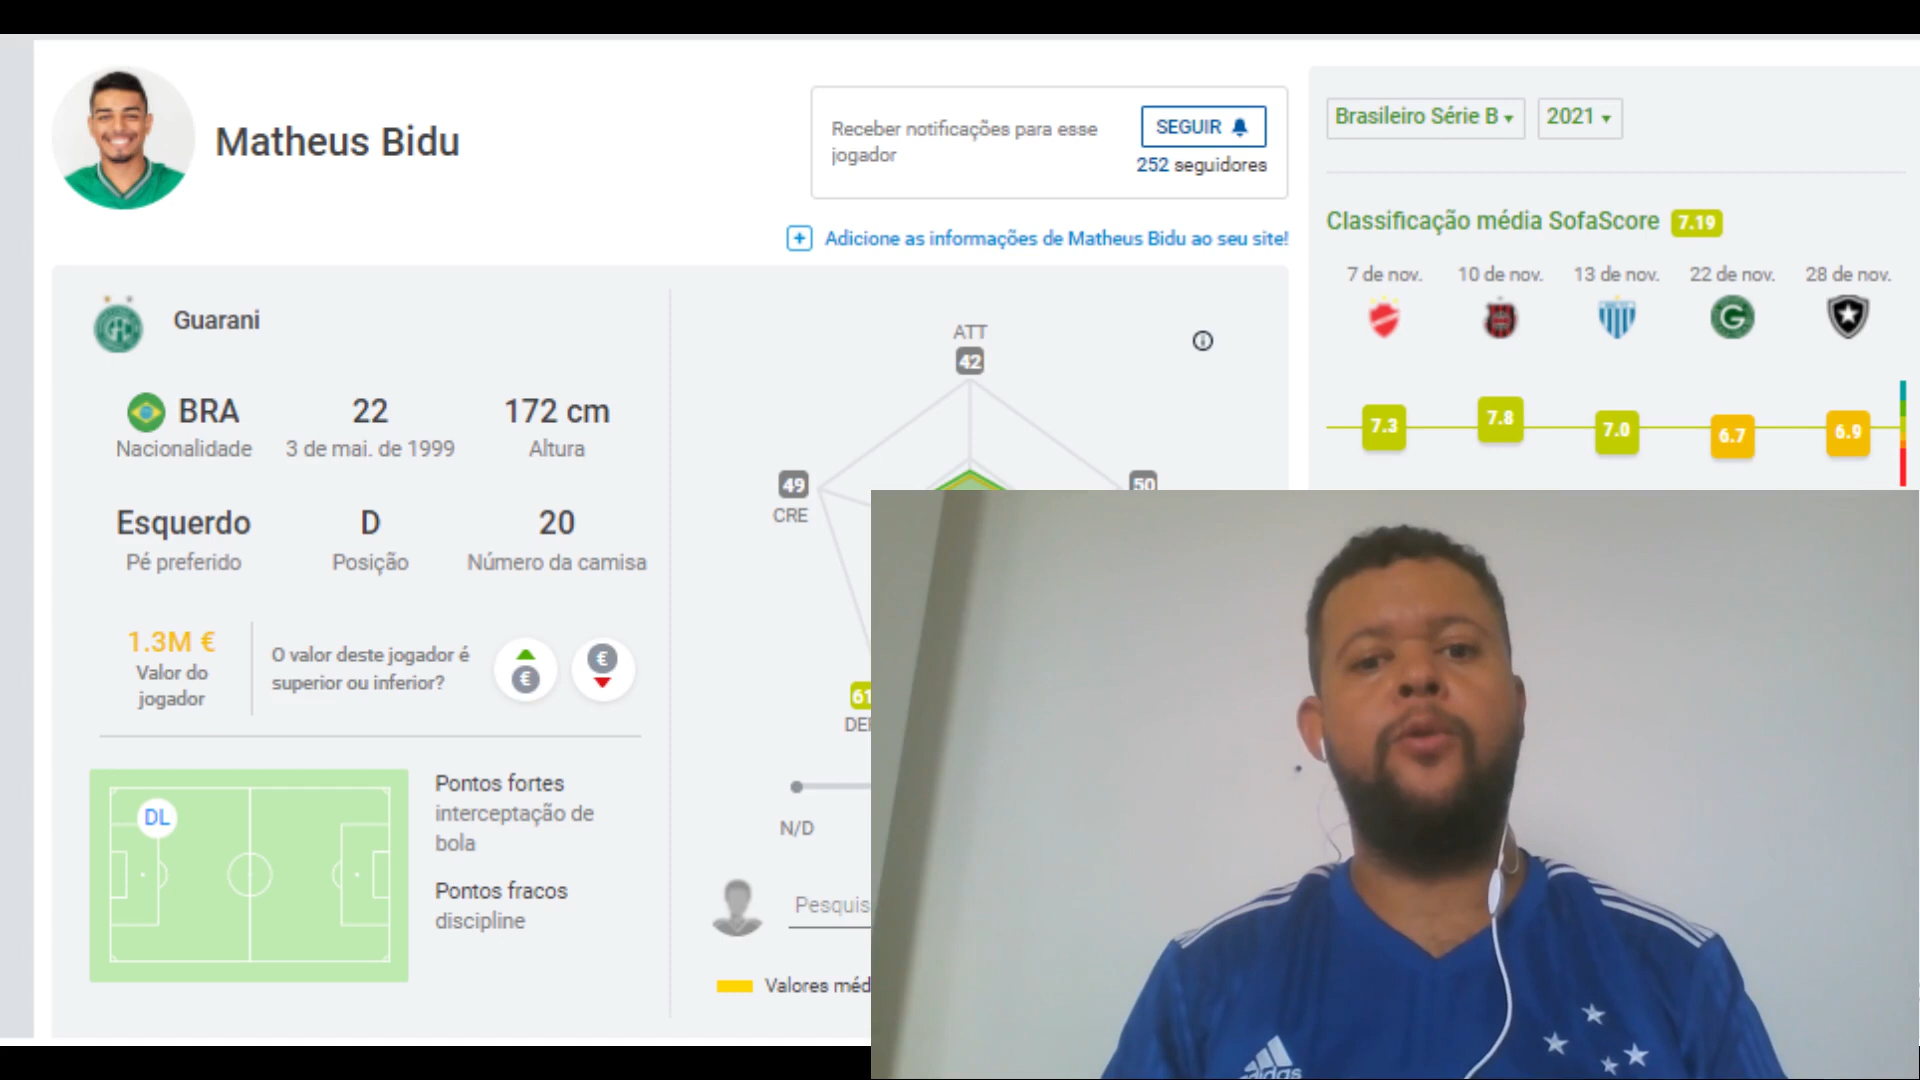 Matheus Bidu
Receber notificações para esse
jogador
SEGUIR
252 seguidores
Adicione as informações de Matheus Bidu ao seu site!
Guarani
BRA
Nacionalidade
22
3 de mai. de 1999
172 cm
Altura
Esquerdo
Pé preferido
D
Posição
20
Número da camisa
1.3M €
Valor do
jogador
O valor deste jogador é
superior ou inferior?
€
€
DL
Pontos fortes
interceptação de
bola
Pontos fracos
discipline
ATT
42
49
CRE
50
61
N/D
Brasileiro Série B
2021
Classificação média SofaScore 7.19
7 de nov.
10 de nov.
13 de nov.
22 de nov.
28 de nov.
G
7.3
7.8
7.0
6.7
6.9
adidas